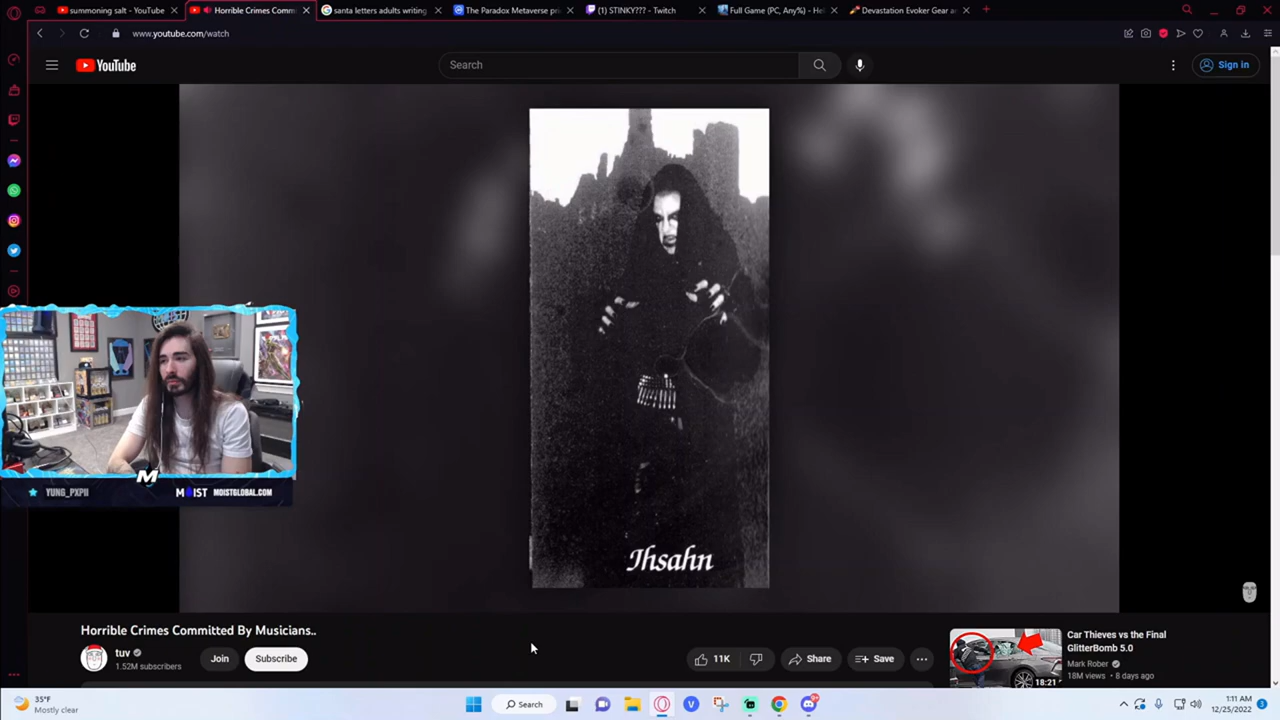 summoning salt - YouTube
Horrible Crimes Comm
santa letters adults writing
The Paradox Metaverse pri
(1) STINKY!?? - Twitch
Full Game (PC, Any%) - Hel
Devastation Evoker Gear an
www.youtube.com/watch
YouTube
Search
Sign in
Ihsahn
M
YUNG_PXPII
MOIST MOISTGLOBAL.COM
Horrible Crimes Committed By Musicians..
tuv
1.52M subscribers
Join
Subscribe
11K
Share
Save
Car Thieves vs the Final
GlitterBomb 5.0
Mark Rober
18M views • 8 days ago
18:21
35°F
Mostly clear
Search
1:11 AM
12/25/2022